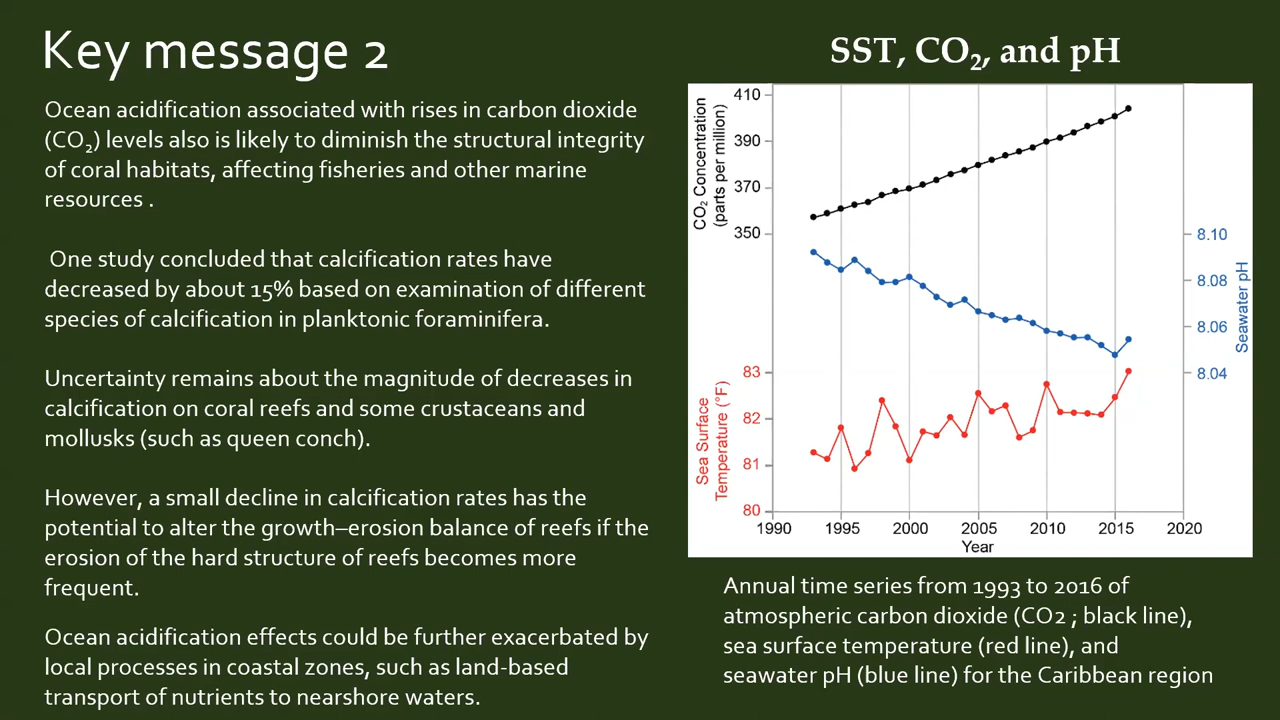 Key message 2
Ocean acidification associated with rises in carbon dioxide
(CO₂) levels also is likely to diminish the structural integrity
of coral habitats, affecting fisheries and other marine
resources .
One study concluded that calcification rates have
decreased by about 15% based on examination of different
species of calcification in planktonic foraminifera.
Uncertainty remains about the magnitude of decreases in
calcification on coral reefs and some crustaceans and
mollusks (such as queen conch).
However, a small decline in calcification rates has the
potential to alter the growth–erosion balance of reefs if the
erosion of the hard structure of reefs becomes more
frequent.
Ocean acidification effects could be further exacerbated by
local processes in coastal zones, such as land-based
transport of nutrients to nearshore waters.
SST, CO₂, and pH
CO₂ Concentration
(parts per million)
410
390
370
350
8.10
8.08
8.06
8.04
Seawater pH
Sea Surface
Temperature (°F)
83
82
81
80
1990 1995 2000 2005 2010 2015 2020
Year
Annual time series from 1993 to 2016 of
atmospheric carbon dioxide (CO2 ; black line),
sea surface temperature (red line), and
seawater pH (blue line) for the Caribbean region